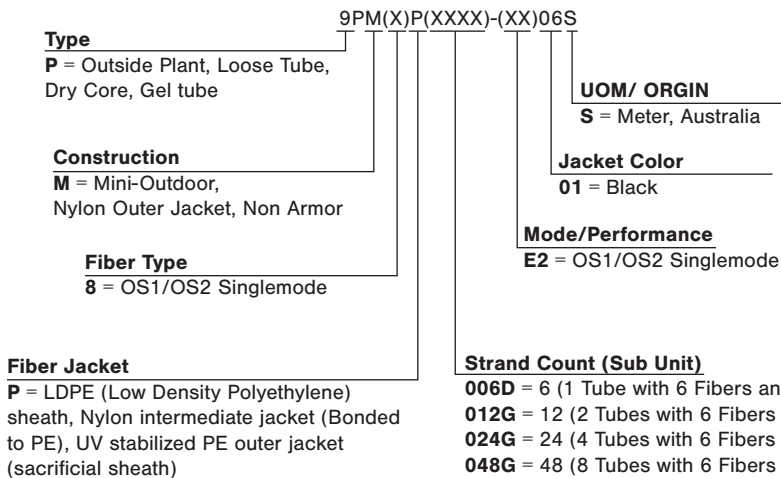 9PM(X)P(XXXX)-(XX)06S
Type
P = Outside Plant, Loose Tube,
Dry Core, Gel tube
UOM/ ORGIN
S = Meter, Australia
Construction
M = Mini-Outdoor,
Nylon Outer Jacket, Non Armor
Jacket Color
01 = Black
Mode/Performance
E2 = OS1/OS2 Singlemode
Fiber Type
8 = OS1/OS2 Singlemode
Fiber Jacket
P = LDPE (Low Density Polyethylene)
sheath, Nylon intermediate jacket (Bonded
to PE), UV stabilized PE outer jacket
(sacrificial sheath)
Strand Count (Sub Unit)
006D = 6 (1 Tube with 6 Fibers an
012G = 12 (2 Tubes with 6 Fibers
024G = 24 (4 Tubes with 6 Fibers
048G = 48 (8 Tubes with 6 Fibers